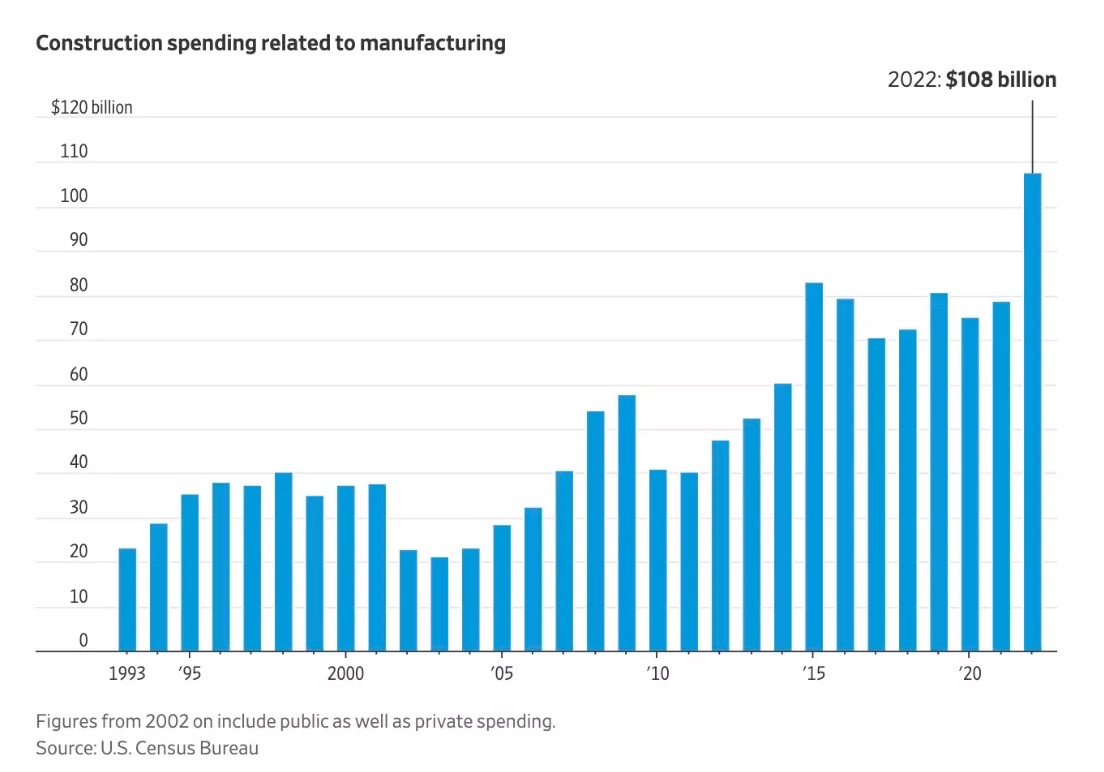 Construction spending related to manufacturing
2022: $108 billion
$120 billion
110
100
90
80
70
60
50
40
30
20
10
0
1993 ’95 2000 ’05 ’10 ’15 ’20
Figures from 2002 on include public as well as private spending.
Source: U.S. Census Bureau